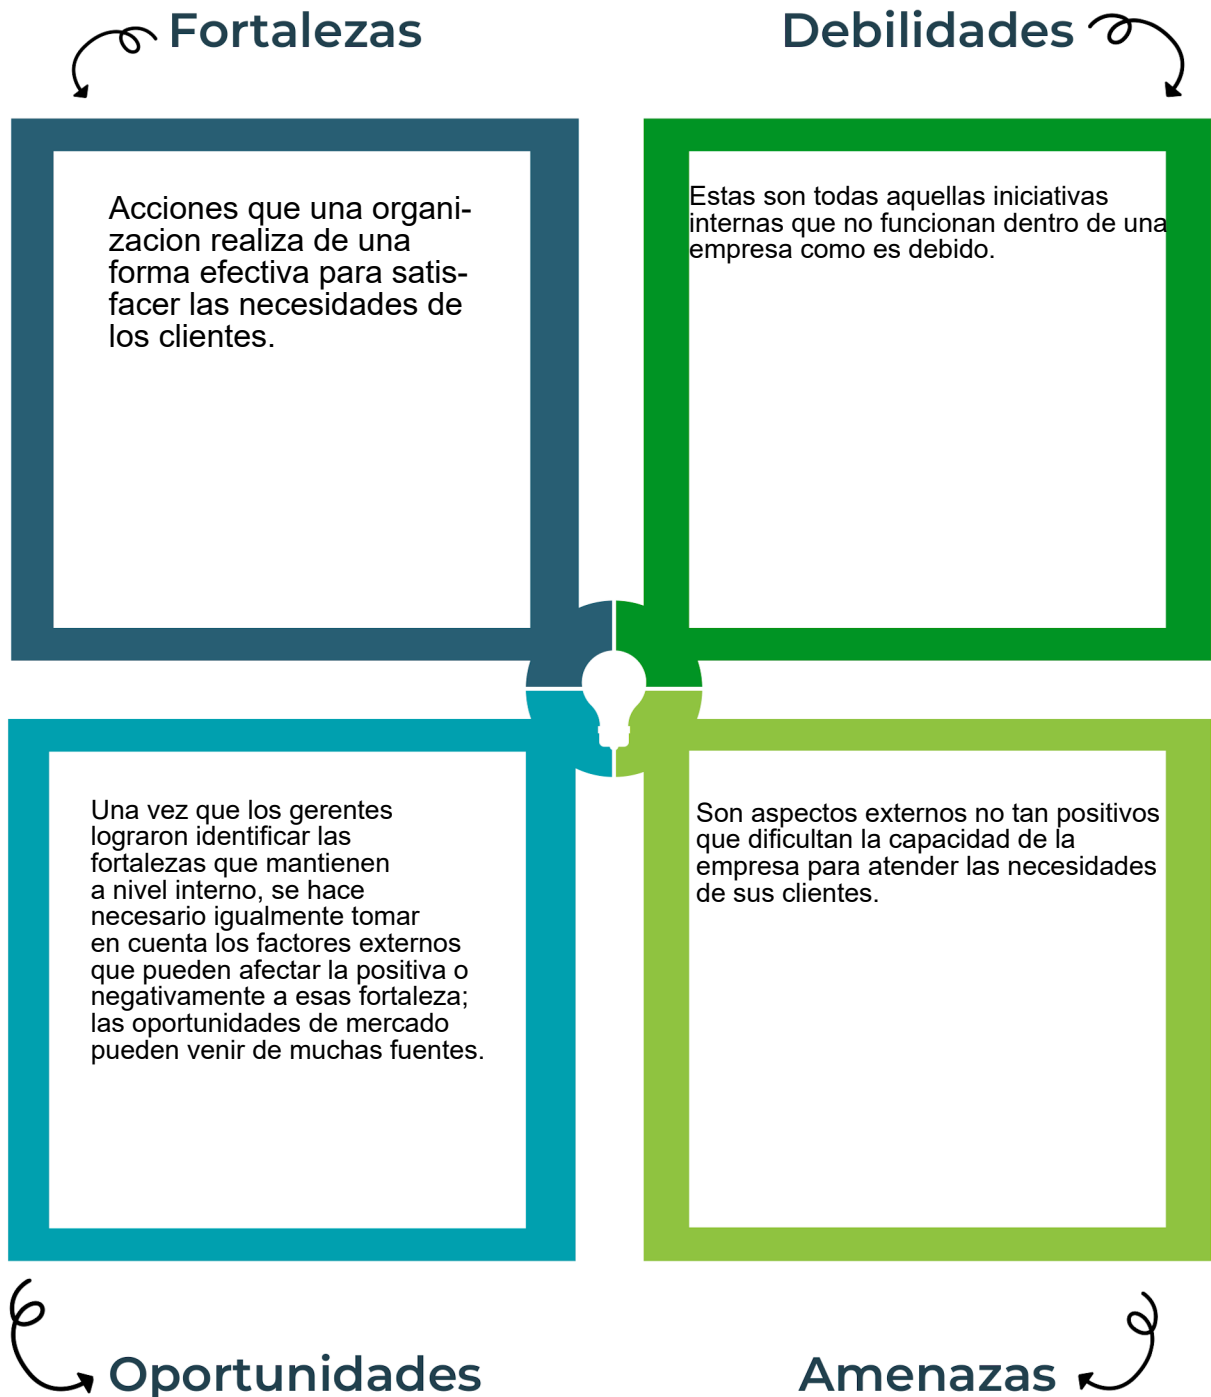 Fortalezas
Acciones que una organi-
zacion realiza de una
forma efectiva para satis-
facer las necesidades de
los clientes.
Debilidades
Estas son todas aquellas iniciativas
internas que no funcionan dentro de una
empresa como es debido.
Una vez que los gerentes
lograron identificar las
fortalezas que mantienen
a nivel interno, se hace
necesario igualmente tomar
en cuenta los factores externos
que pueden afectar la positiva o
negativamente a esas fortaleza;
las oportunidades de mercado
pueden venir de muchas fuentes.
Oportunidades
Son aspectos externos no tan positivos
que dificultan la capacidad de la
empresa para atender las necesidades
de sus clientes.
Amenazas